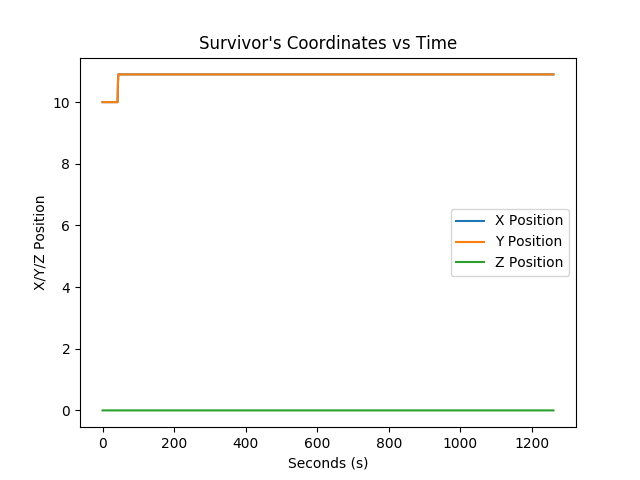 Survivor's Coordinates vs Time
X/Y/Z Position
10
8
6
4
2
0
X Position
Y Position
Z Position
0 200 400 600 800 1000 1200
Seconds (s)